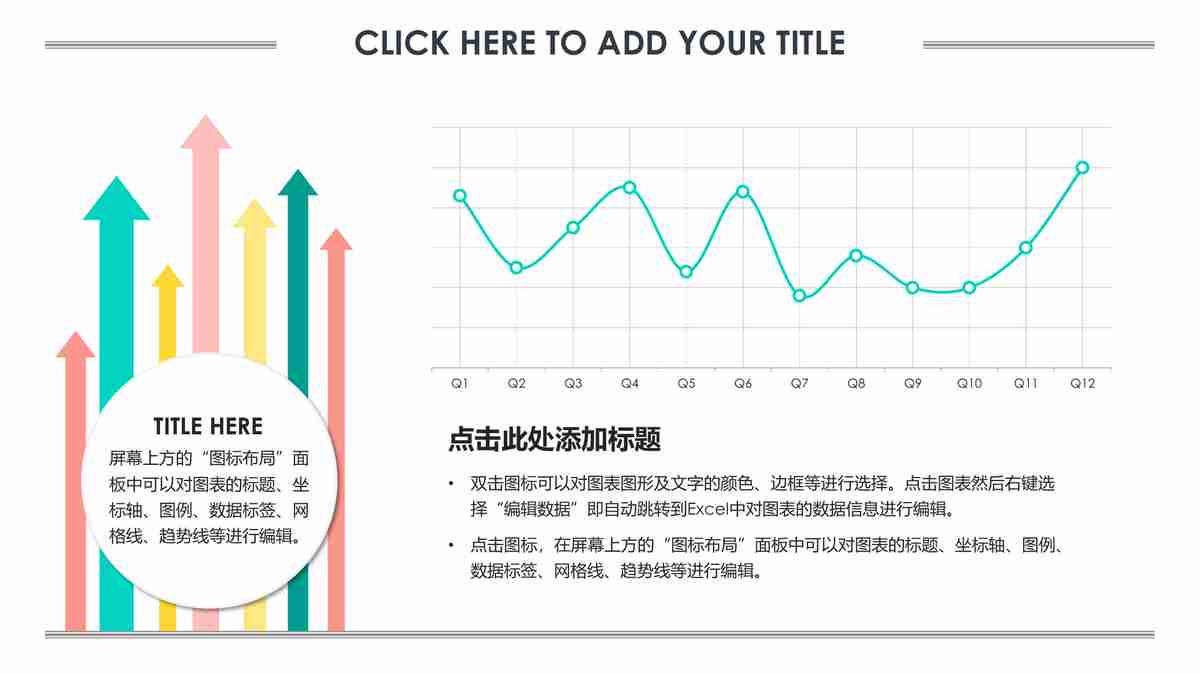 CLICK HERE TO ADD YOUR TITLE
Q1 Q2 Q3 Q4 Q5 Q6 Q7 Q8 Q9 Q10 Q11 Q12
TITLE HERE
屏幕上方的“图标布局”面
板中可以对图表的标题、坐
标轴、图例、数据标签、网
格线、趋势线等进行编辑。
点击此处添加标题
• 双击图标可以对图表图形及文字的颜色、边框等进行选择。点击图表然后右键选
择“编辑数据”即自动跳转到Excel中对图表的数据信息进行编辑。
• 点击图标，在屏幕上方的“图标布局”面板中可以对图表的标题、坐标轴、图例、
数据标签、网格线、趋势线等进行编辑。